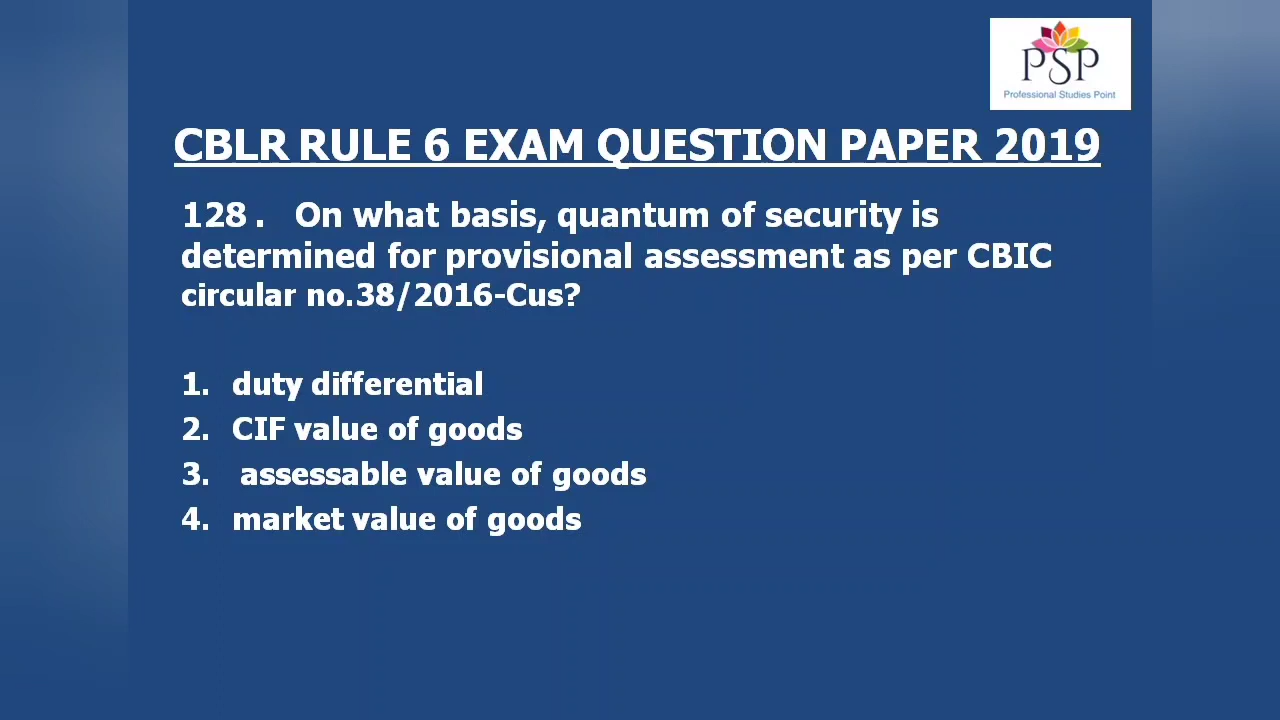 PSP
Professional Studies Point
CBLR RULE 6 EXAM QUESTION PAPER 2019
128 . On what basis, quantum of security is
determined for provisional assessment as per CBIC
circular no.38/2016-Cus?
1. duty differential
2. CIF value of goods
3. assessable value of goods
4. market value of goods